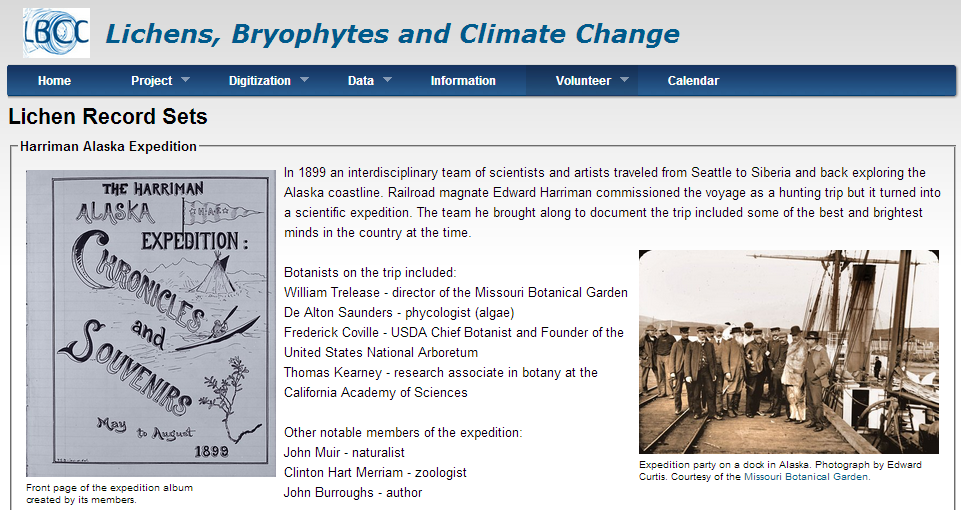 LBCC
Lichens, Bryophytes and Climate Change
Home Project Digitization Data Information Volunteer Calendar
Lichen Record Sets
Harriman Alaska Expedition
THE HARRIMAN
ALASKA
H·A·E
EXPEDITION:
CHRONICLES
and
SOUVENIRS
May to August
1899
Front page of the expedition album
created by its members.
In 1899 an interdisciplinary team of scientists and artists traveled from Seattle to Siberia and back exploring the
Alaska coastline. Railroad magnate Edward Harriman commissioned the voyage as a hunting trip but it turned into
a scientific expedition. The team he brought along to document the trip included some of the best and brightest
minds in the country at the time.
Botanists on the trip included:
William Trelease - director of the Missouri Botanical Garden
De Alton Saunders - phycologist (algae)
Frederick Coville - USDA Chief Botanist and Founder of the
United States National Arboretum
Thomas Kearney - research associate in botany at the
California Academy of Sciences
Other notable members of the expedition:
John Muir - naturalist
Clinton Hart Merriam - zoologist
John Burroughs - author
Expedition party on a dock in Alaska. Photograph by Edward
Curtis. Courtesy of the Missouri Botanical Garden.